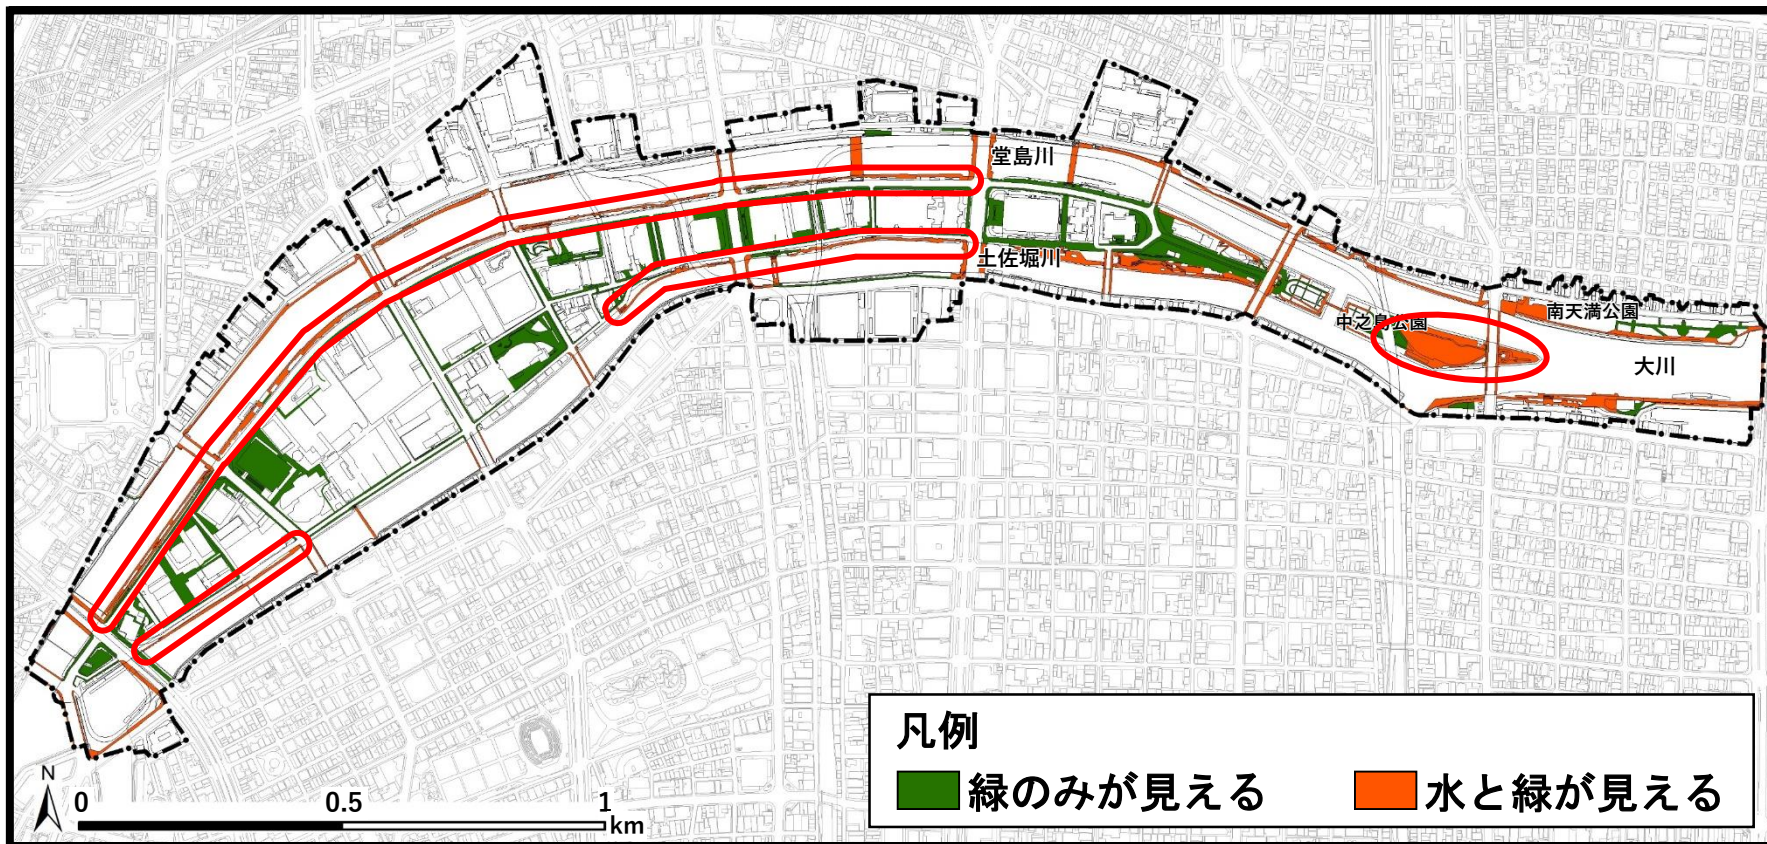 堂島川
土佐堀川
中之島公園
南天満公園
大川
凡例
緑のみが見える
水と緑が見える
N
0 0.5 1
km